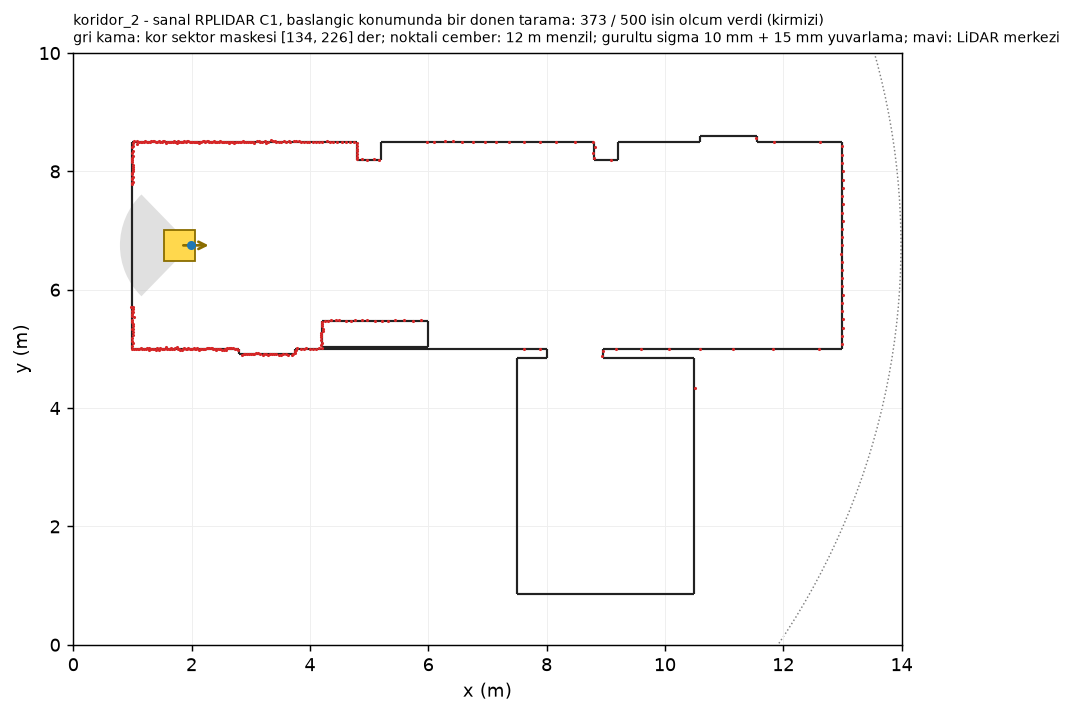 koridor_2 - sanal RPLIDAR C1, baslangic konumunda bir donen tarama: 373 / 500 isin olcum verdi (kirmizi)
gri kama: kor sektor maskesi [134, 226] der; noktali cember: 12 m menzil; gurultu sigma 10 mm + 15 mm yuvarlama; mavi: LiDAR merkezi
10
8
6
4
2
0
y (m)
0 2 4 6 8 10 12 14
x (m)